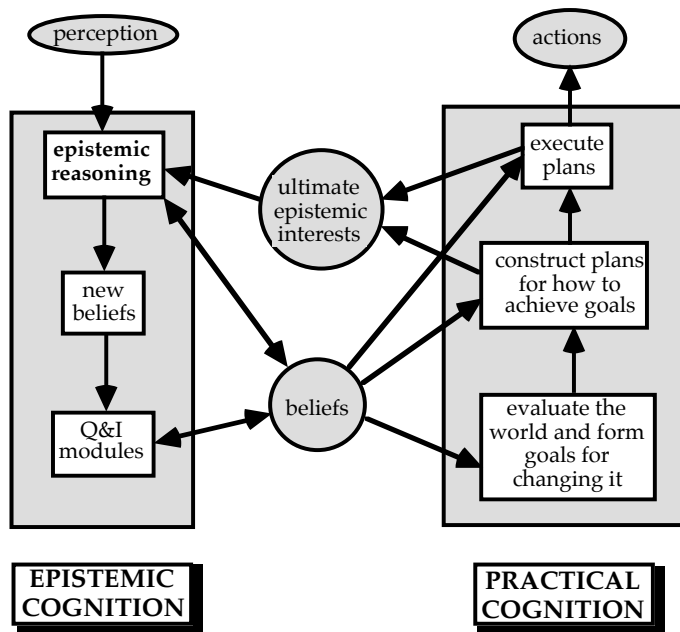 perception
actions
epistemic
reasoning
ultimate
epistemic
interests
execute
plans
new
beliefs
construct plans
for how to
achieve goals
Q&I
modules
beliefs
evaluate the
world and form
goals for
changing it
EPISTEMIC
COGNITION
PRACTICAL
COGNITION